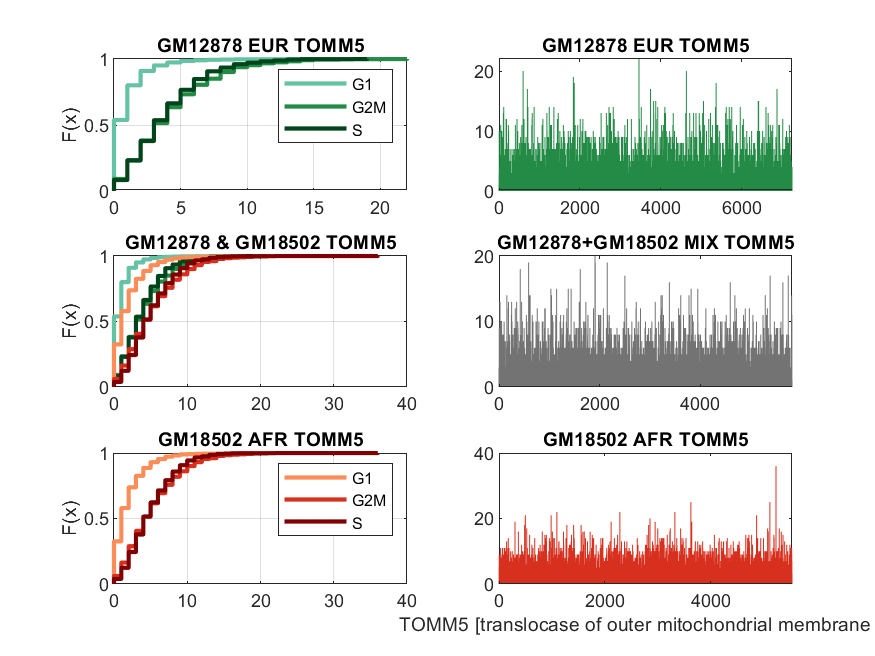 GM12878 EUR TOMM5
F(x)
1
0.5
0
0 5 10 15 20
G1
G2M
S
GM12878 EUR TOMM5
20
10
0
0 2000 4000 6000
GM12878 & GM18502 TOMM5
F(x)
1
0.5
0
0 10 20 30 40
GM12878+GM18502 MIX TOMM5
20
10
0
0 2000 4000
GM18502 AFR TOMM5
F(x)
1
0.5
0
0 10 20 30 40
G1
G2M
S
GM18502 AFR TOMM5
40
20
0
0 2000 4000
TOMM5 [translocase of outer mitochondrial membrane